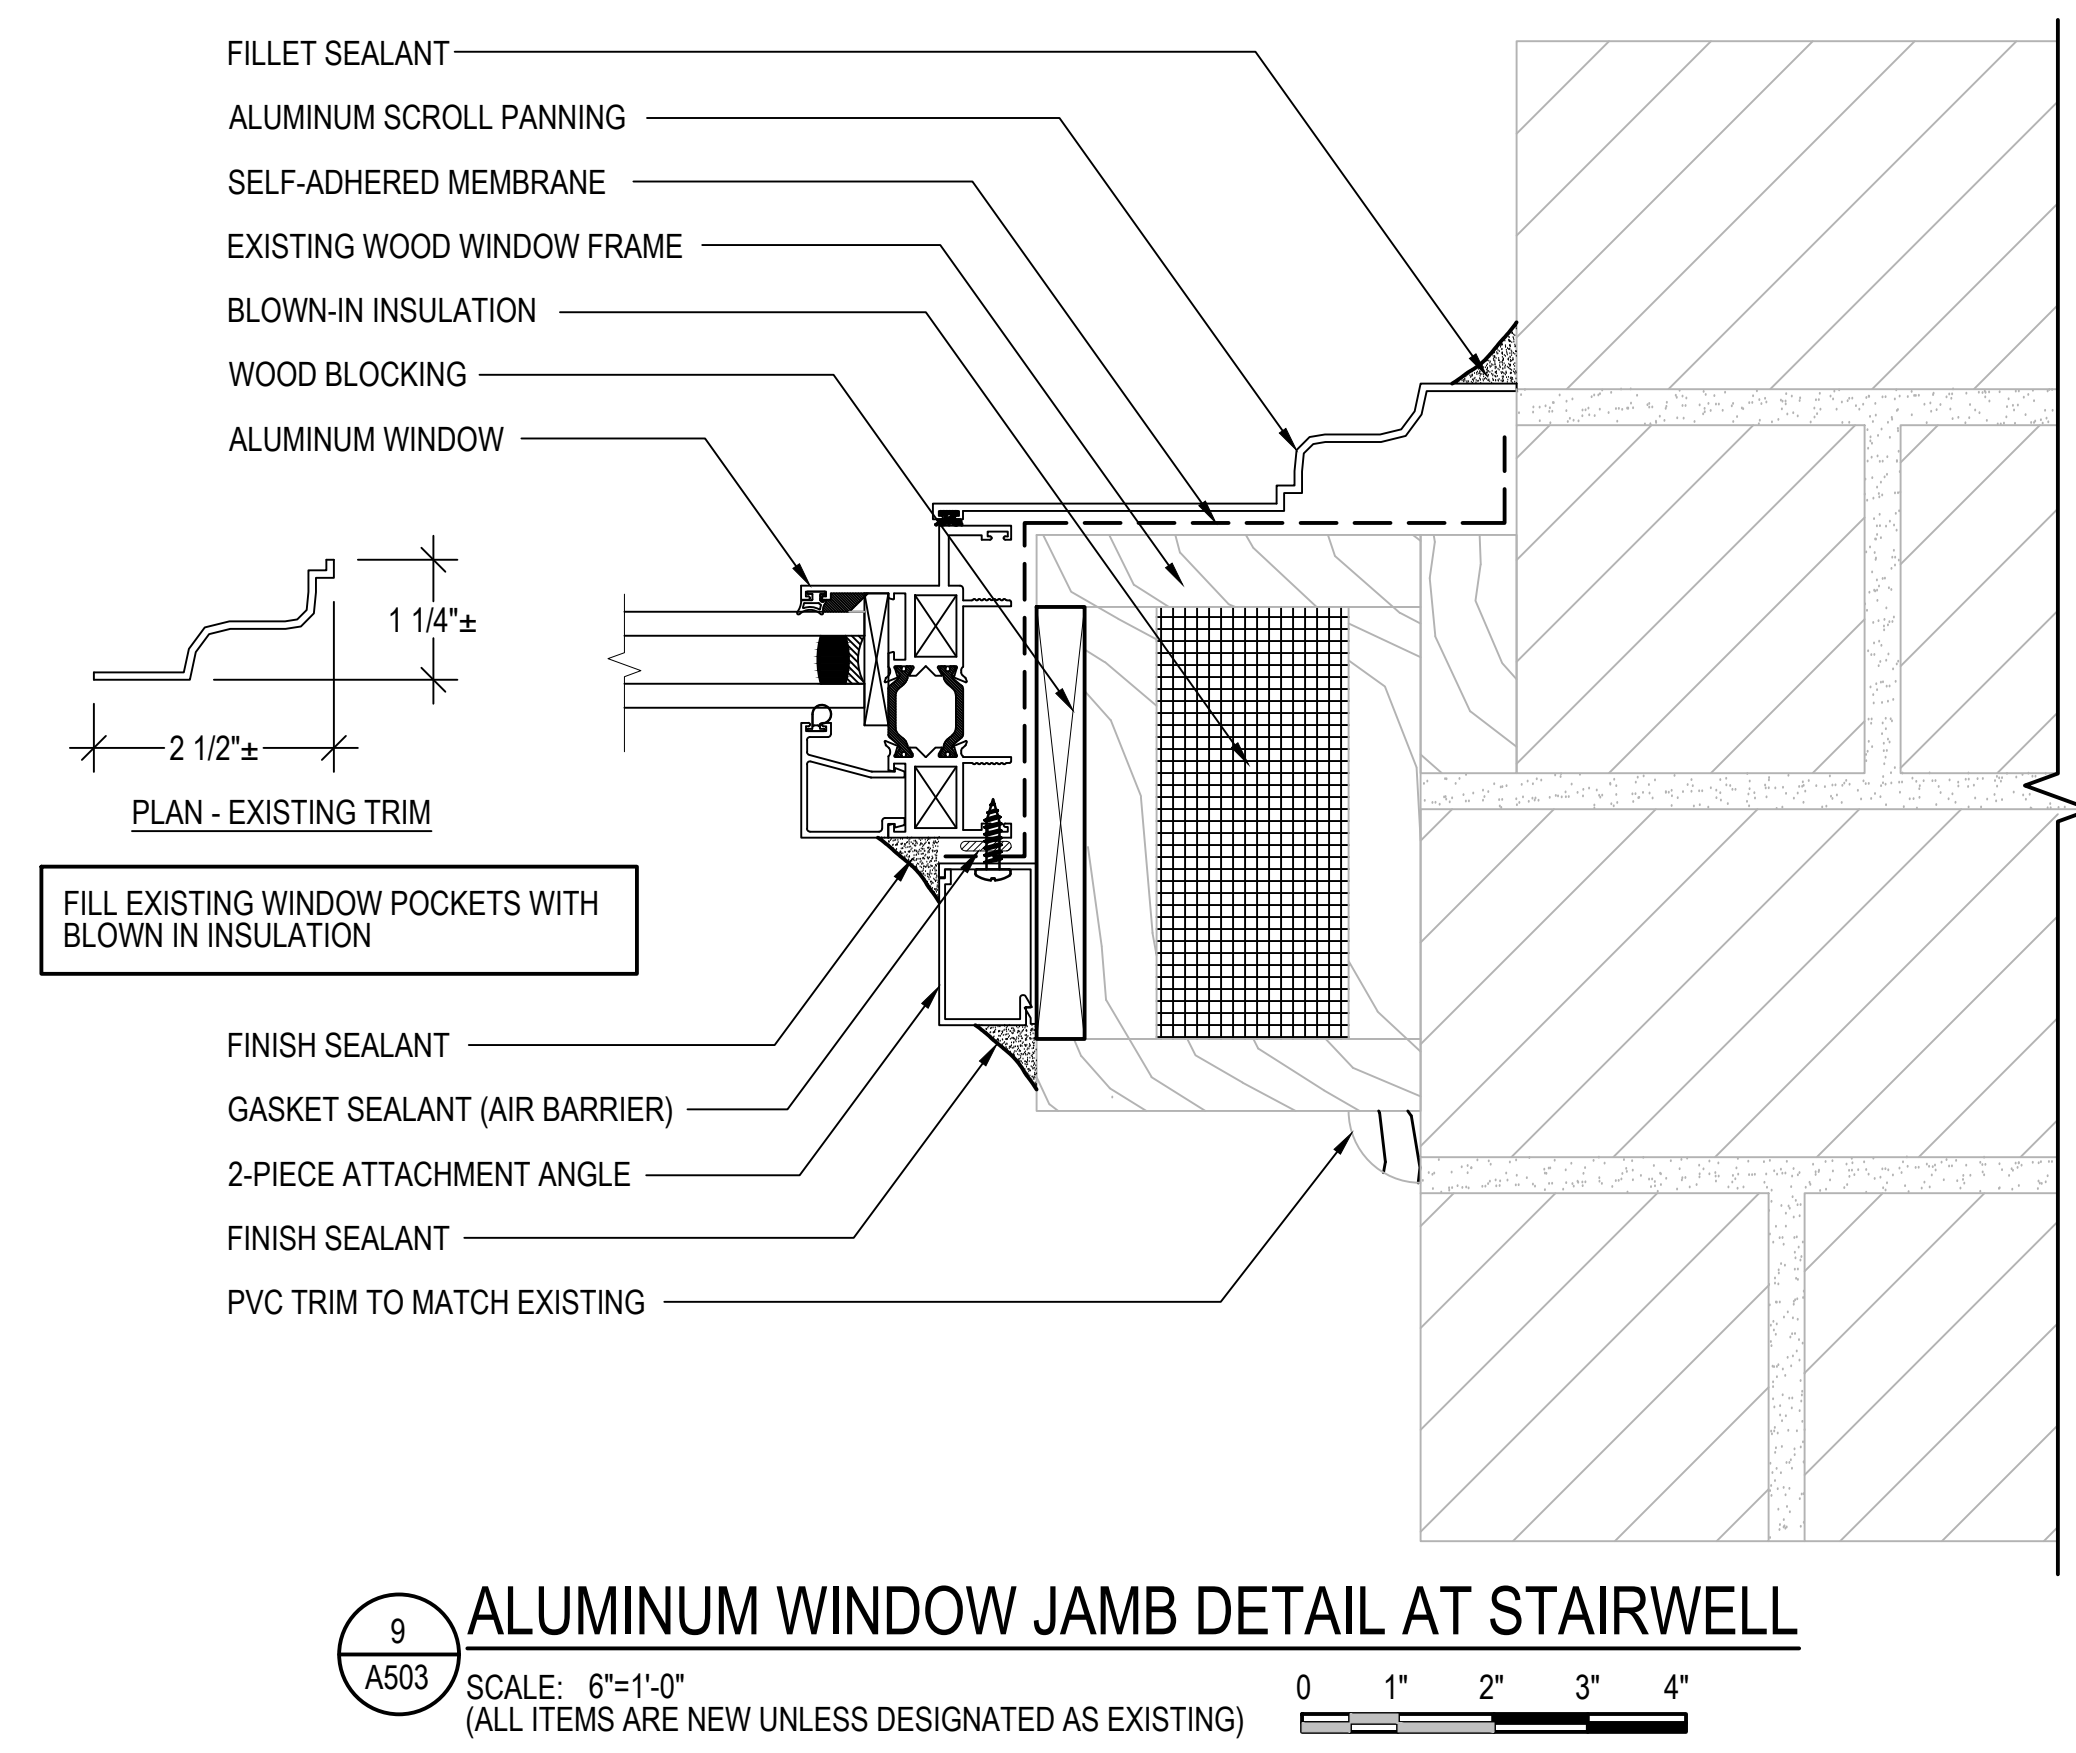 FILLET SEALANT
ALUMINUM SCROLL PANNING
SELF-ADHERED MEMBRANE
EXISTING WOOD WINDOW FRAME
BLOWN-IN INSULATION
WOOD BLOCKING
ALUMINUM WINDOW
1 1/4"±
2 1/2"±
PLAN - EXISTING TRIM
FILL EXISTING WINDOW POCKETS WITH
BLOWN IN INSULATION
FINISH SEALANT
GASKET SEALANT (AIR BARRIER)
2-PIECE ATTACHMENT ANGLE
FINISH SEALANT
PVC TRIM TO MATCH EXISTING
9
A503
ALUMINUM WINDOW JAMB DETAIL AT STAIRWELL
SCALE: 6"=1'-0"
(ALL ITEMS ARE NEW UNLESS DESIGNATED AS EXISTING)
0 1" 2" 3" 4"